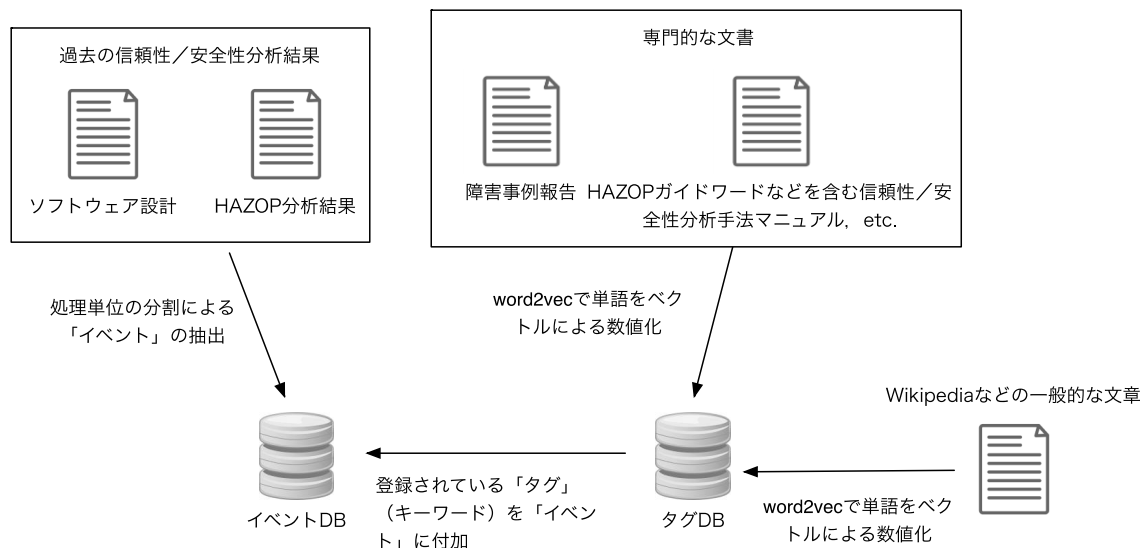 過去の信頼性／安全性分析結果
ソフトウェア設計
HAZOP分析結果
専門的な文書
障害事例報告
HAZOPガイドワードなどを含む信頼性／安
全性分析手法マニュアル，etc.
処理単位の分割による
「イベント」の抽出
word2vecで単語をベク
トルによる数値化
Wikipediaなどの一般的な文章
イベントDB
登録されている「タグ」
（キーワード）を「イベン
ト」に付加
タグDB
word2vecで単語をベク
トルによる数値化